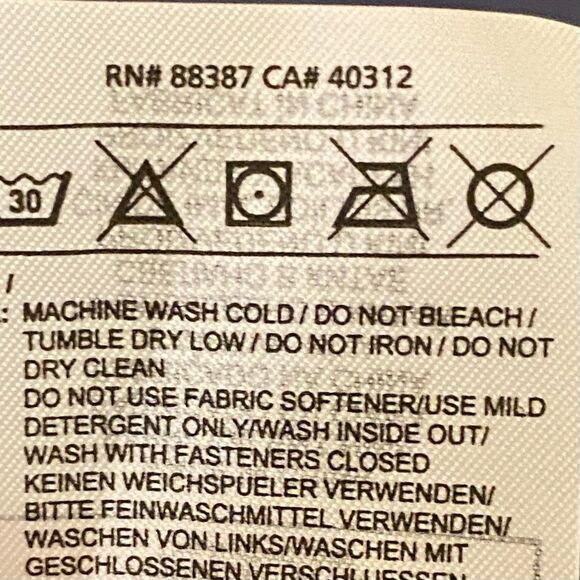 RN# 88387 CA# 40312
30
/
: MACHINE WASH COLD / DO NOT BLEACH /
TUMBLE DRY LOW / DO NOT IRON / DO NOT
DRY CLEAN
DO NOT USE FABRIC SOFTENER/USE MILD
DETERGENT ONLY/WASH INSIDE OUT/
WASH WITH FASTENERS CLOSED
KEINEN WEICHSPUELER VERWENDEN/
BITTE FEINWASCHMITTEL VERWENDEN/
WASCHEN VON LINKS/WASCHEN MIT
GESCHLOSSENEN VERSCHLUESSEN